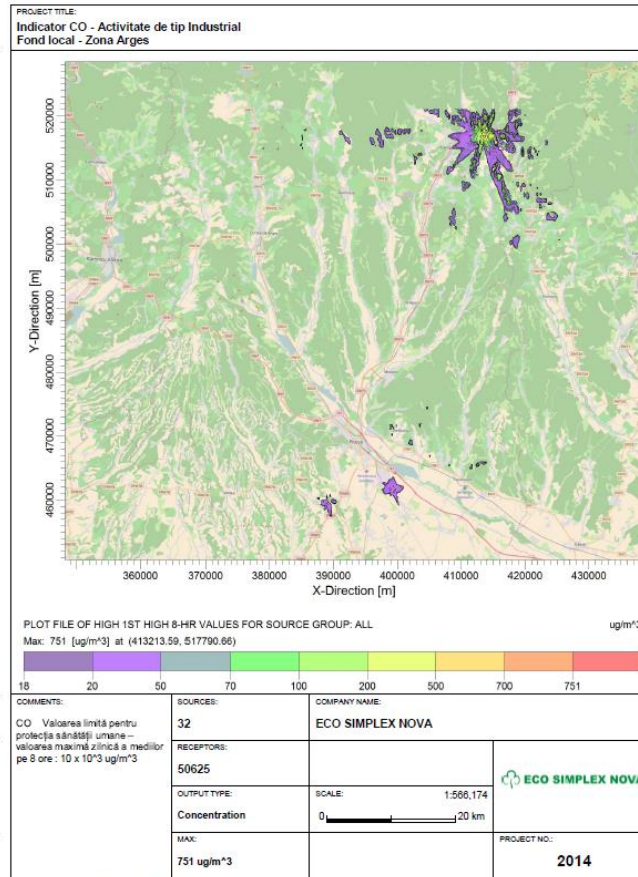 PROJECT TITLE:
Indicator CO - Activitate de tip Industrial
Fond local - Zona Arges
Y-Direction [m]
520000
510000
500000
490000
480000
470000
460000
360000 370000 380000 390000 400000 410000 420000 430000
X-Direction [m]
PLOT FILE OF HIGH 1ST HIGH 8-HR VALUES FOR SOURCE GROUP: ALL
ug/m^3
Max: 751 [ug/m^3] at (413213.59, 517790.66)
18 20 50 70 100 200 500 700 751
COMMENTS:
CO Valoarea limită pentru
protecția sănătății umane –
valoarea maximă zilnică a mediilor
pe 8 ore : 10 x 10^3 ug/m^3
SOURCES:
32
COMPANY NAME:
ECO SIMPLEX NOVA
RECEPTORS:
50625
OUTPUT TYPE:
Concentration
SCALE:
1:566,174
0 20 km
ECO SIMPLEX NOVA
MAX:
751 ug/m^3
PROJECT NO.:
2014